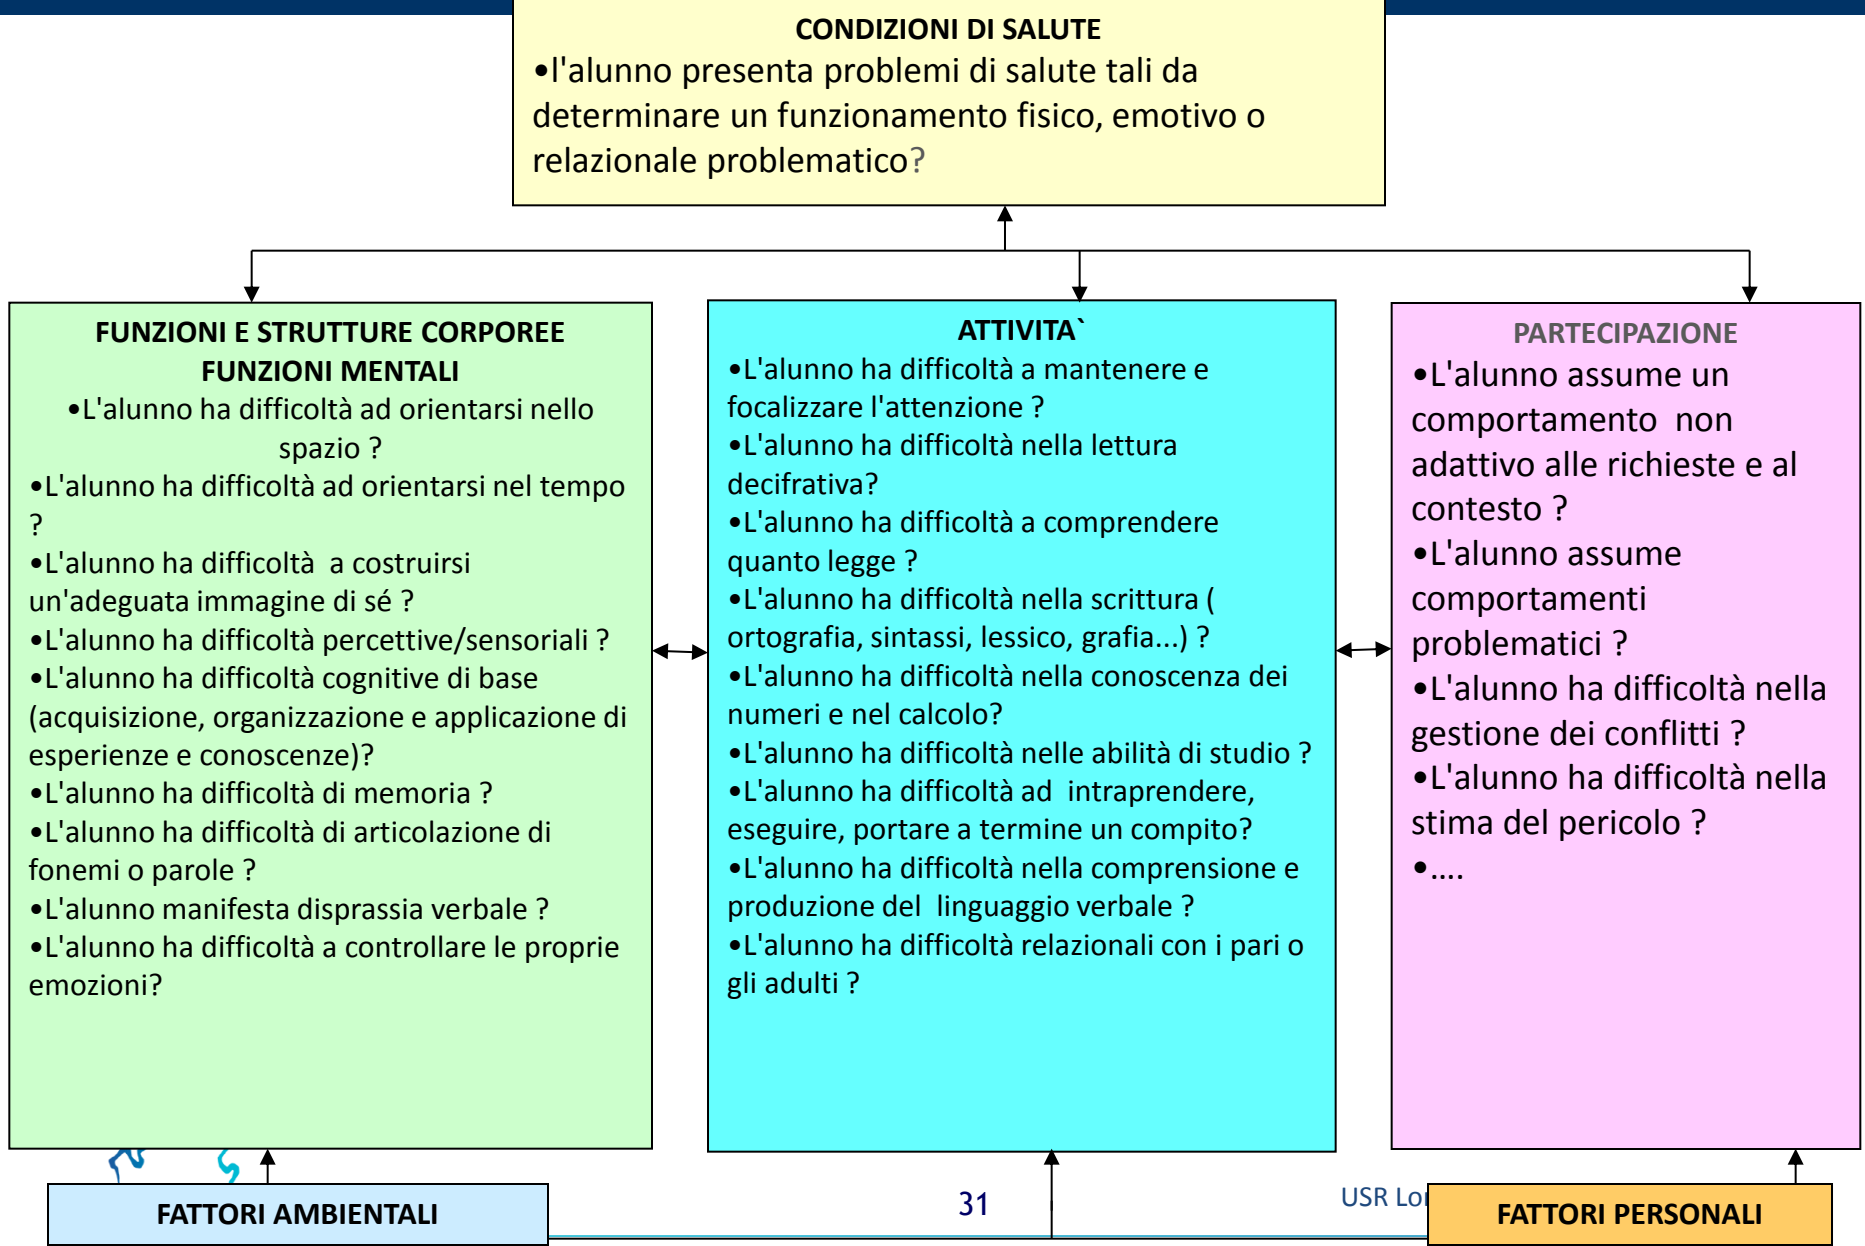 CONDIZIONI DI SALUTE
•l'alunno presenta problemi di salute tali da
determinare un funzionamento fisico, emotivo o
relazionale problematico?
FUNZIONI E STRUTTURE CORPOREE
FUNZIONI MENTALI
•L'alunno ha difficoltà ad orientarsi nello
spazio ?
•L'alunno ha difficoltà ad orientarsi nel tempo
?
•L'alunno ha difficoltà  a costruirsi
un'adeguata immagine di sé ?
•L'alunno ha difficoltà percettive/sensoriali ?
•L'alunno ha difficoltà cognitive di base
(acquisizione, organizzazione e applicazione di
esperienze e conoscenze)?
•L'alunno ha difficoltà di memoria ?
•L'alunno ha difficoltà di articolazione di
fonemi o parole ?
•L'alunno manifesta disprassia verbale ?
•L'alunno ha difficoltà a controllare le proprie
emozioni?
ATTIVITA`
•L'alunno ha difficoltà a mantenere e
focalizzare l'attenzione ?
•L'alunno ha difficoltà nella lettura
decifrativa?
•L'alunno ha difficoltà a comprendere
quanto legge ?
•L'alunno ha difficoltà nella scrittura (
ortografia, sintassi, lessico, grafia...) ?
•L'alunno ha difficoltà nella conoscenza dei
numeri e nel calcolo?
•L'alunno ha difficoltà nelle abilità di studio ?
•L'alunno ha difficoltà ad  intraprendere,
eseguire, portare a termine un compito?
•L'alunno ha difficoltà nella comprensione e
produzione del  linguaggio verbale ?
•L'alunno ha difficoltà relazionali con i pari o
gli adulti ?
PARTECIPAZIONE
•L'alunno assume un
comportamento  non
adattivo alle richieste e al
contesto ?
•L'alunno assume
comportamenti
problematici ?
•L'alunno ha difficoltà nella
gestione dei conflitti ?
•L'alunno ha difficoltà nella
stima del pericolo ?
•....
FATTORI AMBIENTALI
31
USR
FATTORI PERSONALI